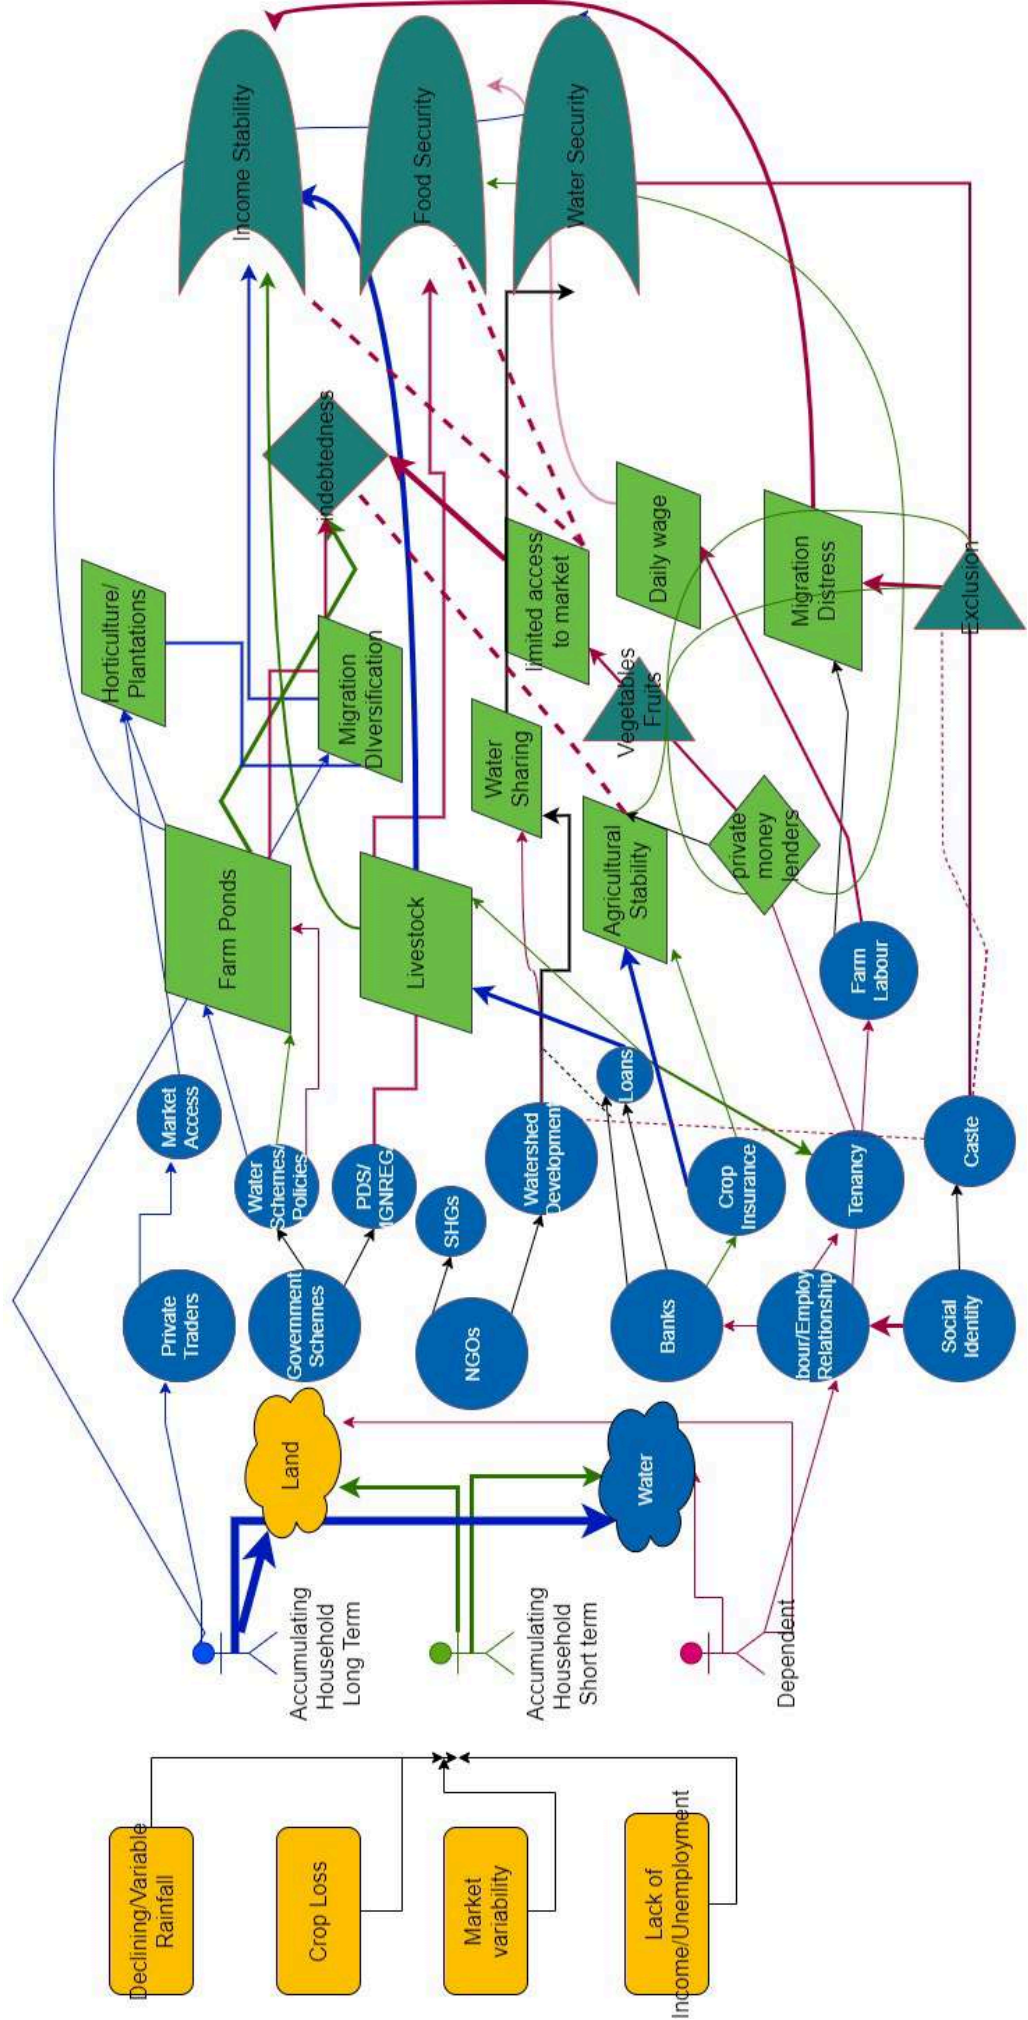 Declining/Variable
Rainfall
Crop Loss
Market
variability
Lack of
Income/Unemployment
Accumulating
Household
Long Term
Accumulating
Household
Short term
Dependent
Land
Water
Private
Traders
Government
Schemes
NGOs
Banks
bour/Employ
Relationship
Social
Identity
Market
Access
Water
Schemes/
Policies
PDS/
IGNREG
SHGs
Watershed
Development
Loans
Crop
Insurance
Tenancy
Caste
Farm Ponds
Livestock
Agricultural
Stability
Farm
Labour
Horticulture/
Plantations
Migration
DIversification
Water
Sharing
Vegetables
Fruits
private
money
lenders
indebtedness
limited access
to market
Daily wage
Migration
Distress
Exclusion
Income Stability
Food Security
Water Security